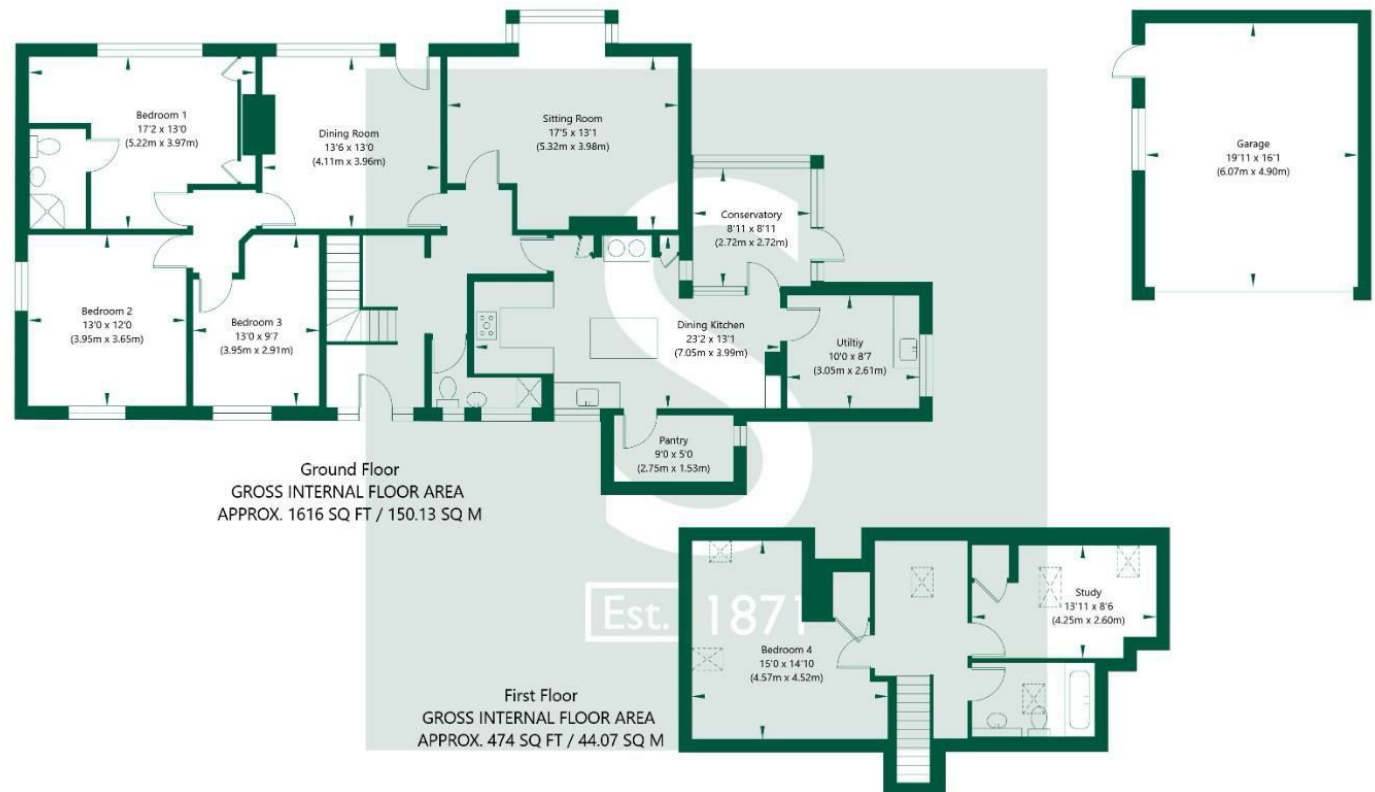 Bedroom 1
17'2 x 13'0
(5.22m x 3.97m)
Dining Room
13'6 x 13'0
(4.11m x 3.96m)
Sitting Room
17'5 x 13'1
(5.32m x 3.98m)
Garage
19'11 x 16'1
(6.07m x 4.90m)
Conservatory
8'11 x 8'11
(2.72m x 2.72m)
Bedroom 2
13'0 x 12'0
(3.95m x 3.65m)
Bedroom 3
13'0 x 9'7
(3.95m x 2.91m)
Dining Kitchen
23'2 x 13'1
(7.05m x 3.99m)
Utiltiy
10'0 x 8'7
(3.05m x 2.61m)
Pantry
9'0 x 5'0
(2.75m x 1.53m)
Ground Floor
GROSS INTERNAL FLOOR AREA
APPROX. 1616 SQ FT / 150.13 SQ M
S
Est. 1871
Study
13'11 x 8'6
(4.25m x 2.60m)
Bedroom 4
15'0 x 14'10
(4.57m x 4.52m)
First Floor
GROSS INTERNAL FLOOR AREA
APPROX. 474 SQ FT / 44.07 SQ M